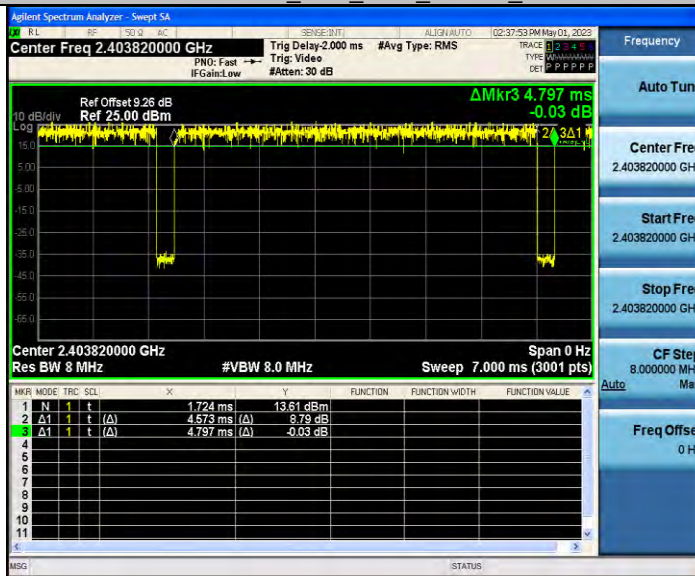 Agilent Spectrum Analyzer - Swept SA
RL RF 50 Ω AC SENSE:INT ALIGN AUTO 02:37:53 PM May 01, 2023
Center Freq 2.403820000 GHz
PNO: Fast
IFGain:Low
Trig Delay-2.000 ms
Trig: Video
#Atten: 30 dB
#Avg Type: RMS
TRACE 1 2 3 4 5 6
TYPE
DET P P P P P P
Frequency
ΔMkr3 4.797 ms
-0.03 dB
Ref Offset 9.26 dB
10 dB/div Ref 25.00 dBm
Log
15.0
5.00
-5.00
-15.0
-25.0
-35.0
-45.0
-55.0
-65.0
3Δ1
Center 2.403820000 GHz Span 0 Hz
Res BW 8 MHz #VBW 8.0 MHz Sweep 7.000 ms (3001 pts)
MKR MODE TRC SCL X Y FUNCTION FUNCTION WIDTH FUNCTION VALUE
1 N 1 t 1.724 ms 13.61 dBm
2 Δ1 1 t (Δ) 4.573 ms (Δ) 8.79 dB
3 Δ1 1 t (Δ) 4.797 ms (Δ) -0.03 dB
4
5
6
7
8
9
10
11
MSG STATUS
Auto Tun
Center Fre
2.403820000 GH
Start Fre
2.403820000 GH
Stop Fre
2.403820000 GH
CF Step
8.000000 MH
Auto Ma
Freq Offse
0 H